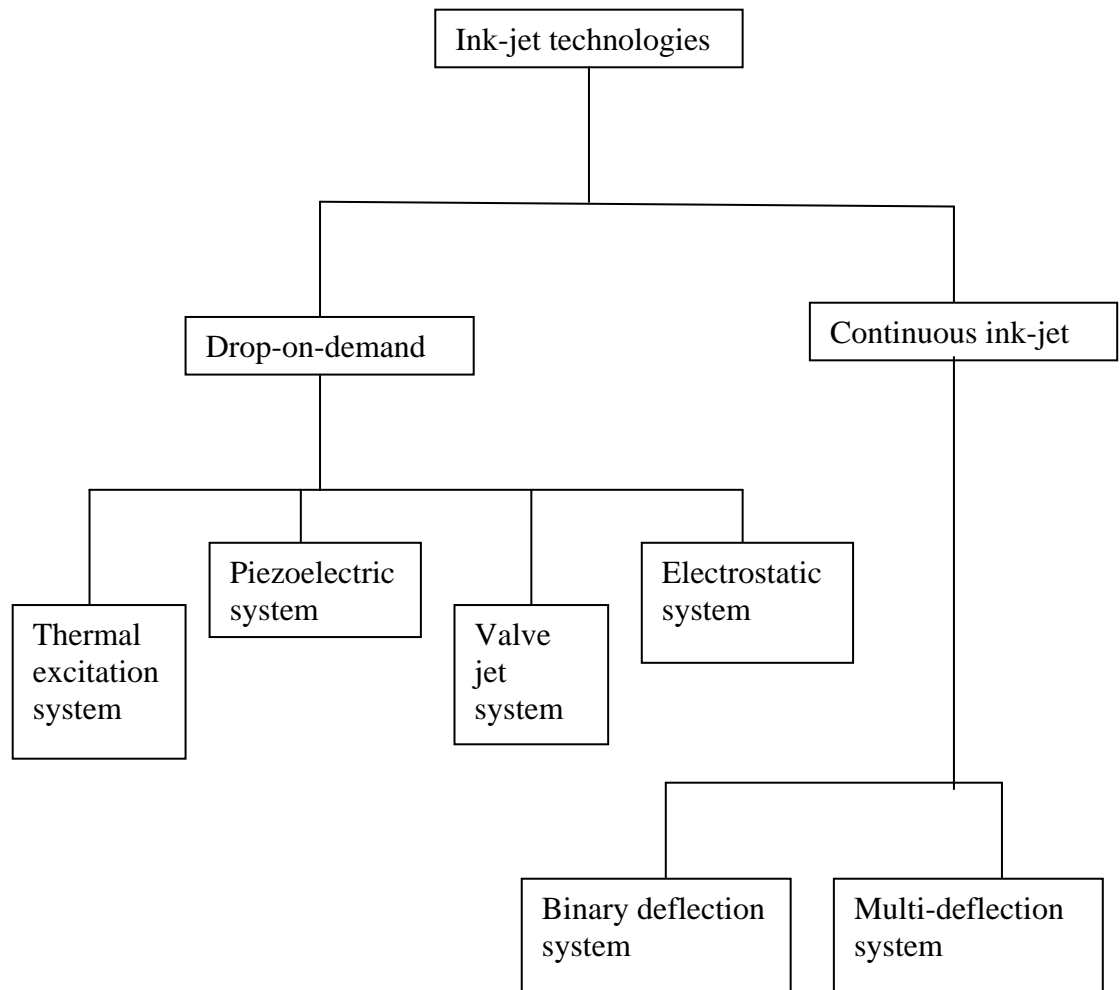 Ink-jet technologies
Drop-on-demand
Continuous ink-jet
Thermal
excitation
system
Piezoelectric
system
Valve
jet
system
Electrostatic
system
Binary deflection
system
Multi-deflection
system